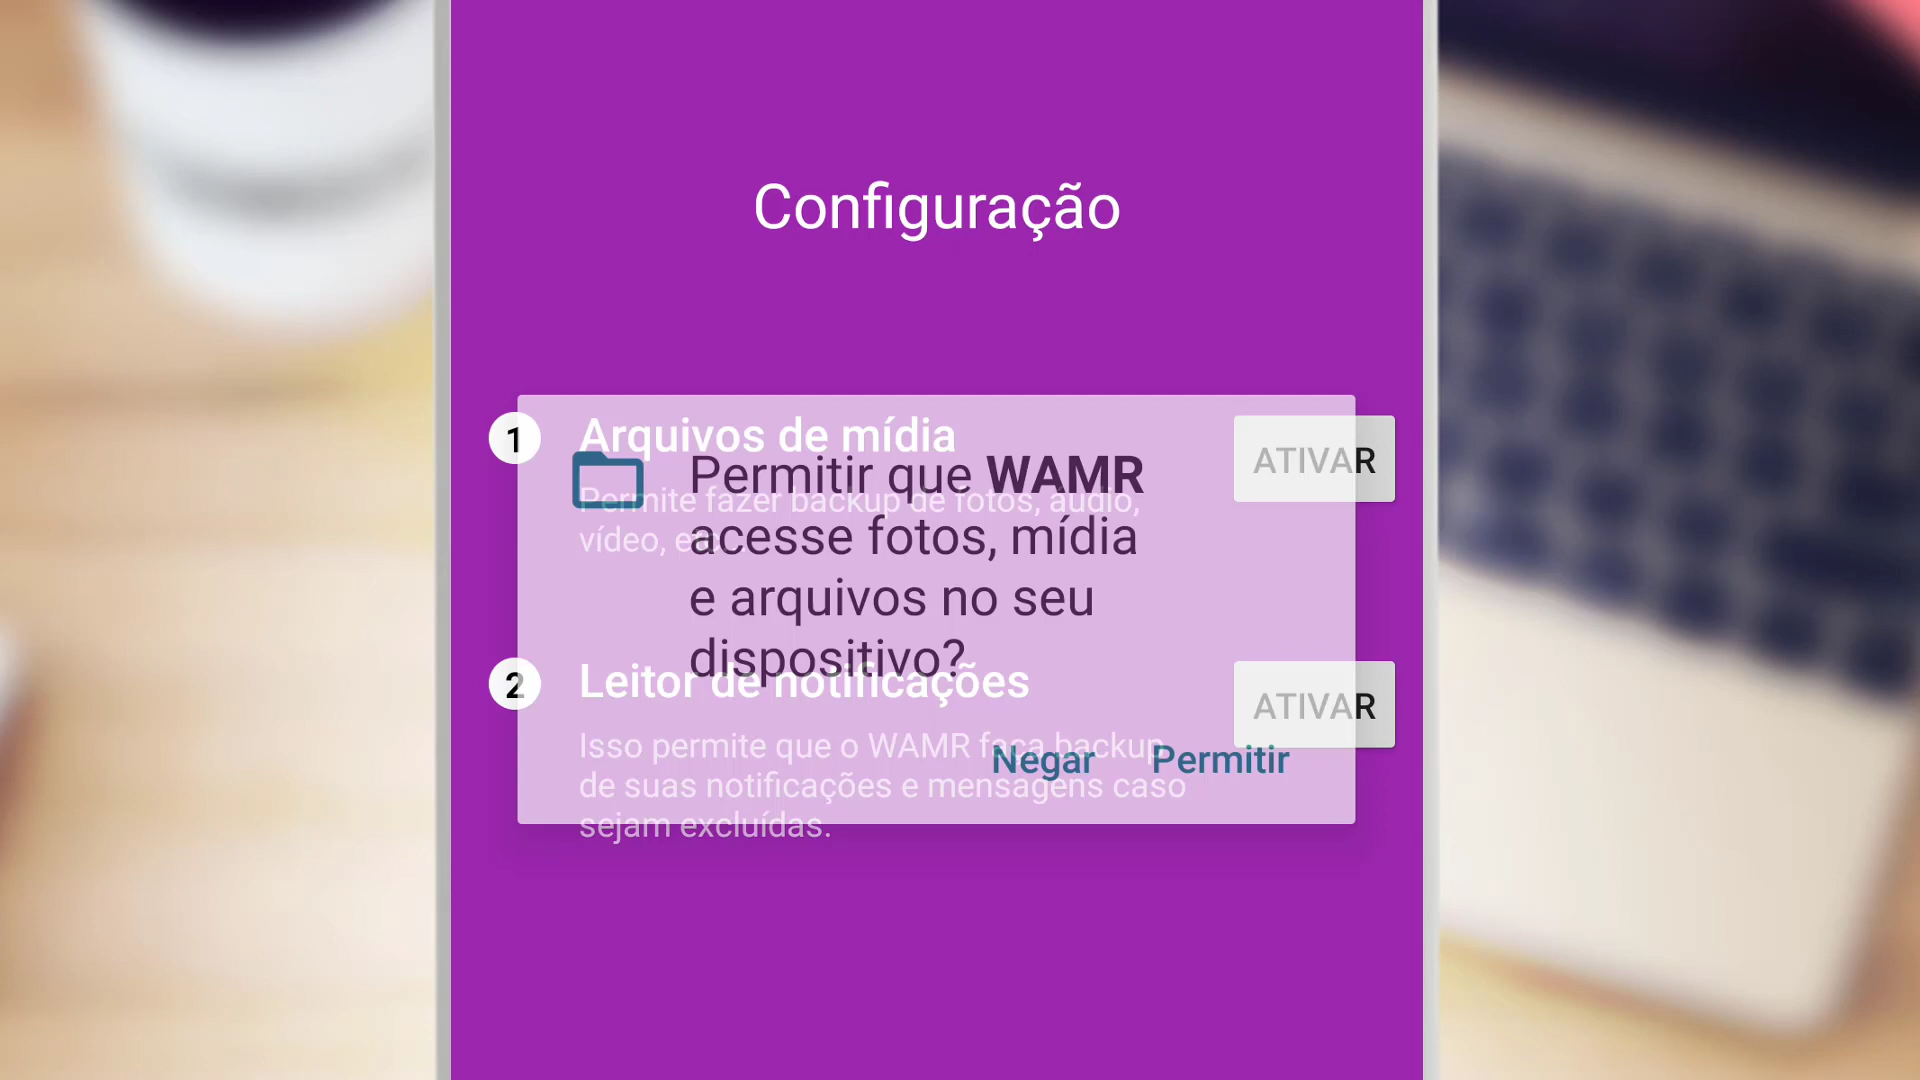 Configuração
1
Arquivos de mídia
Permite fazer backup de fotos, áudio,
vídeo, etc...
ATIVAR
Permitir que WAMR
acesse fotos, mídia
e arquivos no seu
dispositivo?
2
Leitor de notificações
ATIVAR
Isso permite que o WAMR faça backup
de suas notificações e mensagens caso
sejam excluídas.
Negar
Permitir